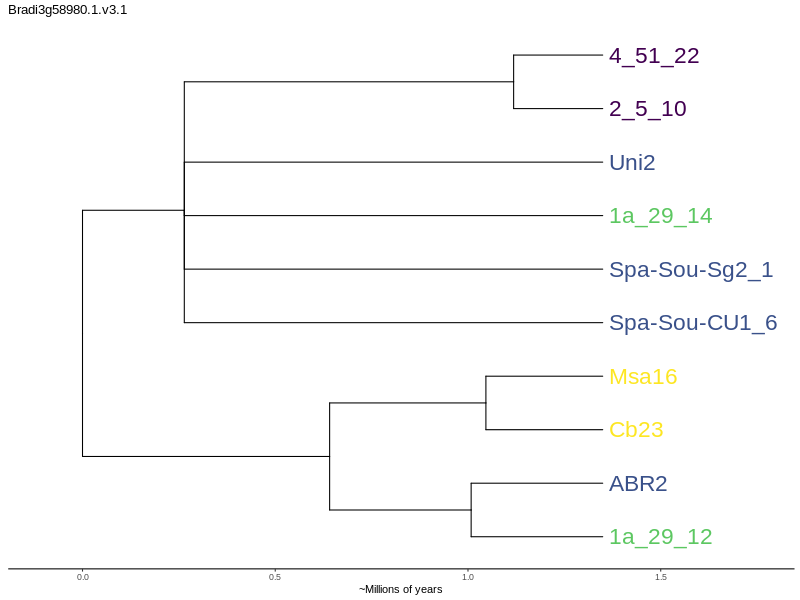 Bradi3g58980.1.v3.1
4_51_22
2_5_10
Uni2
1a_29_14
Spa-Sou-Sg2_1
Spa-Sou-CU1_6
Msa16
Cb23
ABR2
1a_29_12
0.0 0.5 1.0 1.5
~Millions of years